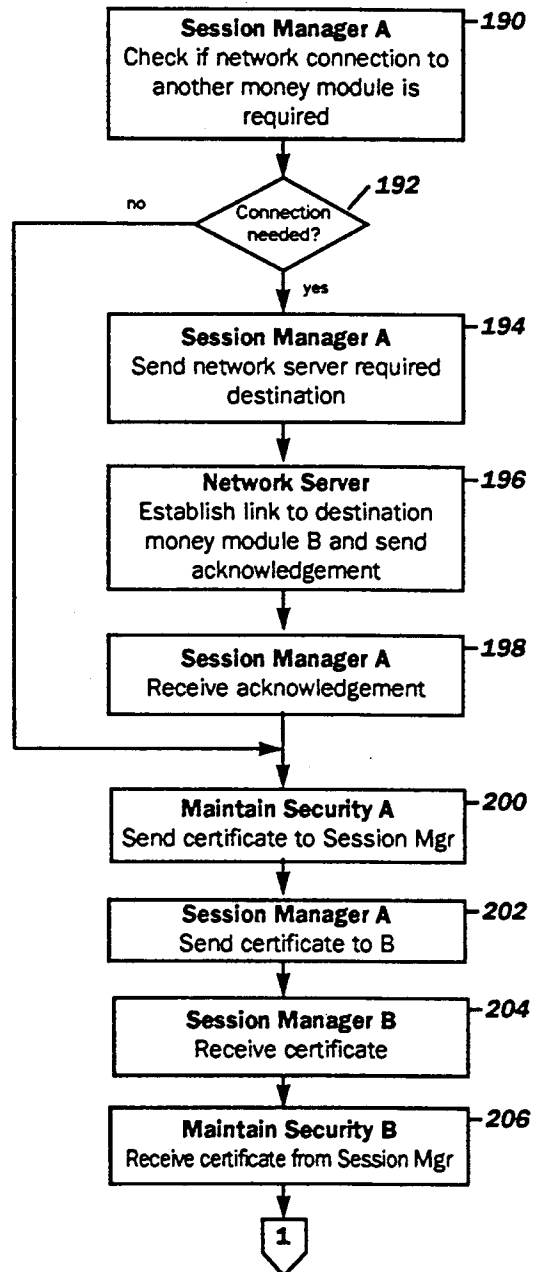 Session Manager A
190
Check if network connection to
another money module is
required
192
no
Connection
needed?
yes
Session Manager A
194
Send network server required
destination
Network Server
196
Establish link to destination
money module B and send
acknowledgement
Session Manager A
198
Receive acknowledgement
Maintain Security A
200
Send certificate to Session Mgr
Session Manager A
202
Send certificate to B
Session Manager B
204
Receive certificate
Maintain Security B
206
Receive certificate from Session Mgr
1